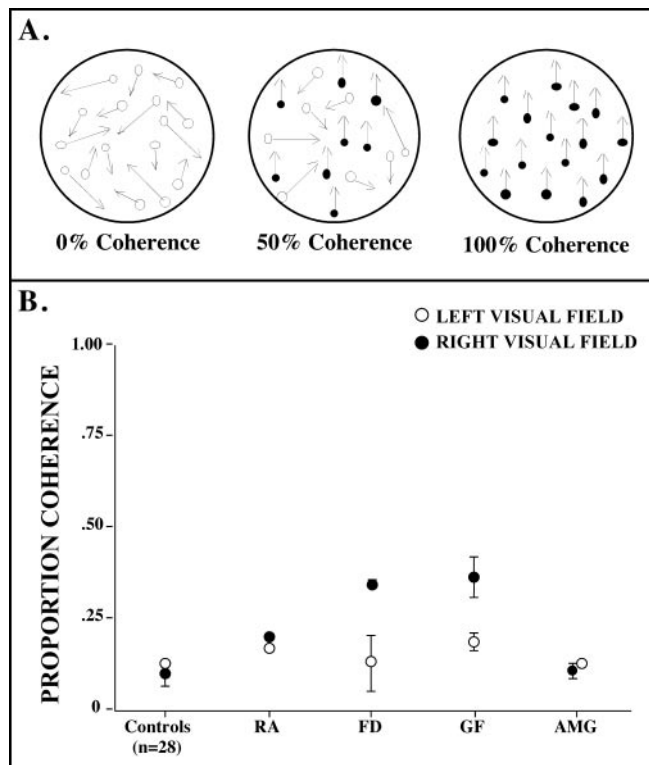 A.
0% Coherence
50% Coherence
100% Coherence
B.
LEFT VISUAL FIELD
RIGHT VISUAL FIELD
PROPORTION COHERENCE
1.00
.75
.50
.25
0
Controls
(n=28)
RA
FD
GF
AMG